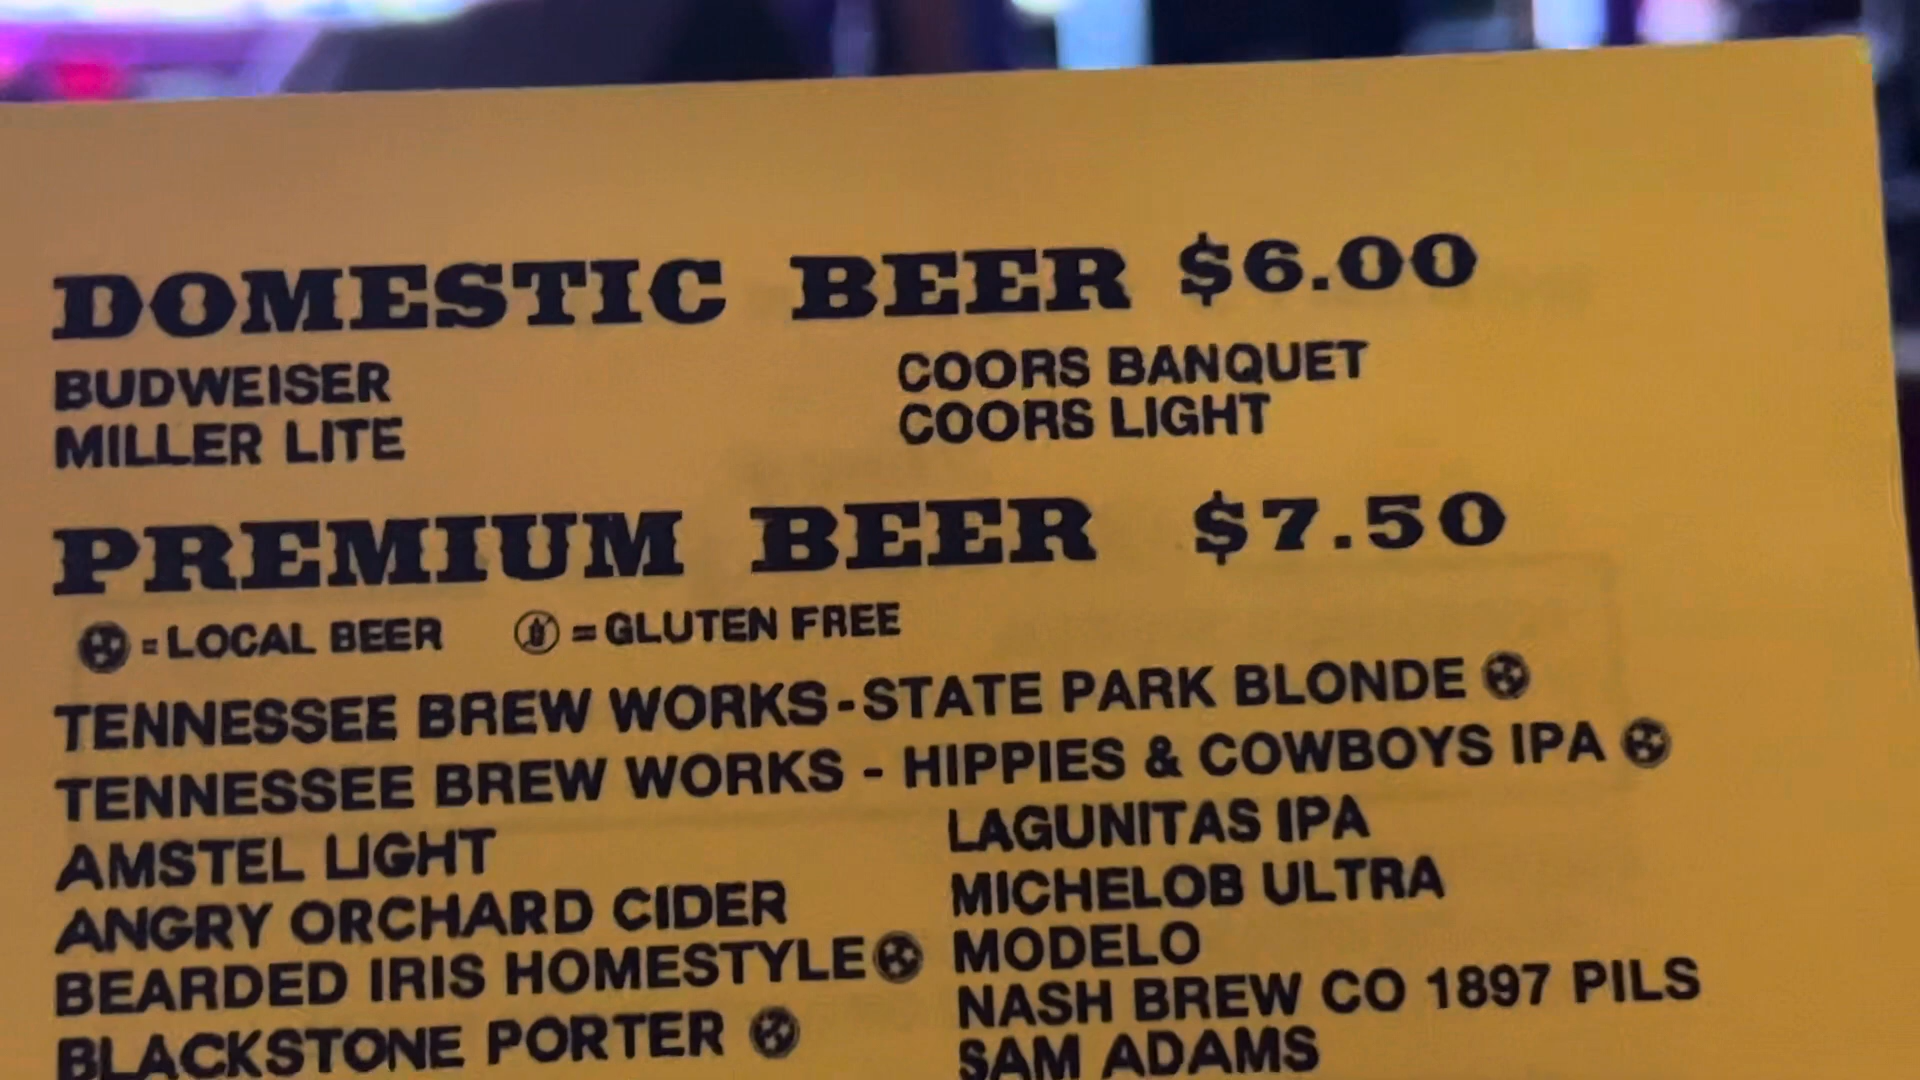 DOMESTIC BEER $6.00
BUDWEISER
MILLER LITE
COORS BANQUET
COORS LIGHT
PREMIUM BEER $7.50
= LOCAL BEER
= GLUTEN FREE
TENNESSEE BREW WORKS-STATE PARK BLONDE
TENNESSEE BREW WORKS - HIPPIES & COWBOYS IPA
AMSTEL LIGHT
ANGRY ORCHARD CIDER
BEARDED IRIS HOMESTYLE
BLACKSTONE PORTER
LAGUNITAS IPA
MICHELOB ULTRA
MODELO
NASH BREW CO 1897 PILS
SAM ADAMS